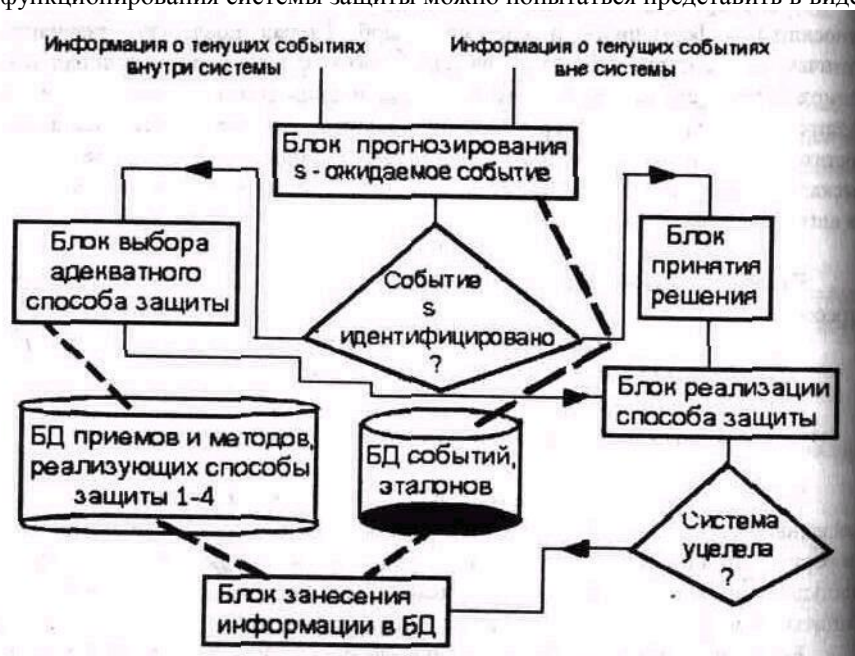 функционирования системы защиты можно попытаться представить в виде
Информация о текущих событиях
внутри системы
Информация о текущих событиях
вне системы
Блок прогнозирования
s - ожидаемое событие
Блок выбора
адекватного
способа защиты
Событие
s
идентифицировано
?
Блок
принятия
решения
Блок реализации
способа защиты
БД приемов и методов,
реализующих способы
защиты 1-4
БД событий,
эталонов
Система
уцелела
?
Блок занесения
информации в БД